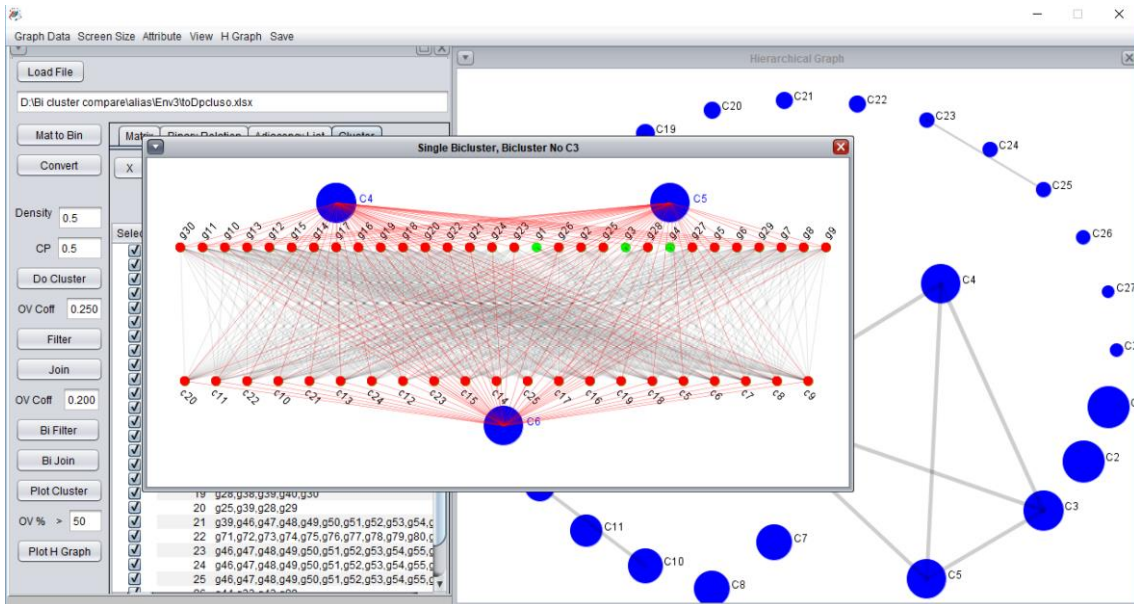 Graph Data Screen Size Attribute View H Graph Save
Load File
D:\Bi cluster compare\alias\Env3\toDpcluso.xlsx
Mat to Bin
Convert
X
Density 0.5
CP 0.5
Do Cluster
OV Coff 0.250
Filter
Join
OV Coff 0.200
Bi Filter
Bi Join
Plot Cluster
OV % > 50
Plot H Graph
Single Bicluster, Bicluster No C3
C4
C5
g30 g11 g10 g13 g12 g15 g14 g17 g16 g19 g18 g20 g22 g21 g24 g23 g1 g26 g2 g25 g3 g28 g4 g27 g5 g6 g29 g7 g8 g9
c20 c11 c22 c10 c21 c13 c24 c12 c23 c15 c14 c25 c17 c16 c19 c18 c5 c6 c7 c8 c9
C6
19 g28,g38,g39,g40,g30
20 g25,g39,g28,g29
21 g39,g46,g47,g48,g49,g50,g51,g52,g53,g54,g
22 g71,g72,g73,g74,g75,g76,g77,g78,g79,g80,g
23 g46,g47,g48,g49,g50,g51,g52,g53,g54,g55,g
24 g46,g47,g48,g49,g50,g51,g52,g53,g54,g55,g
25 g46,g47,g48,g49,g50,g51,g52,g53,g54,g55,g
Hierarchical Graph
C19
C20
C21
C22
C23
C24
C25
C26
C27
C4
C2
C3
C5
C7
C8
C10
C11